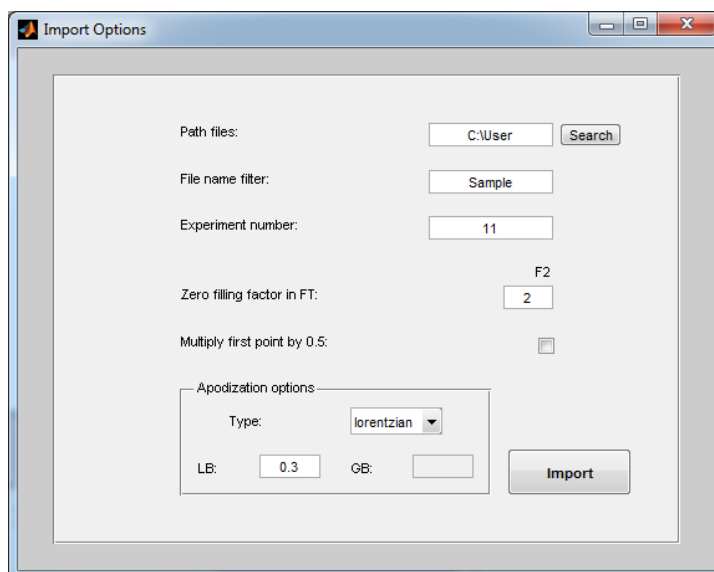 Import Options
Path files: C:\User Search
File name filter: Sample
Experiment number: 11
F2
Zero filling factor in FT: 2
Multiply first point by 0.5:
Apodization options
Type: lorentzian
LB: 0.3 GB:
Import